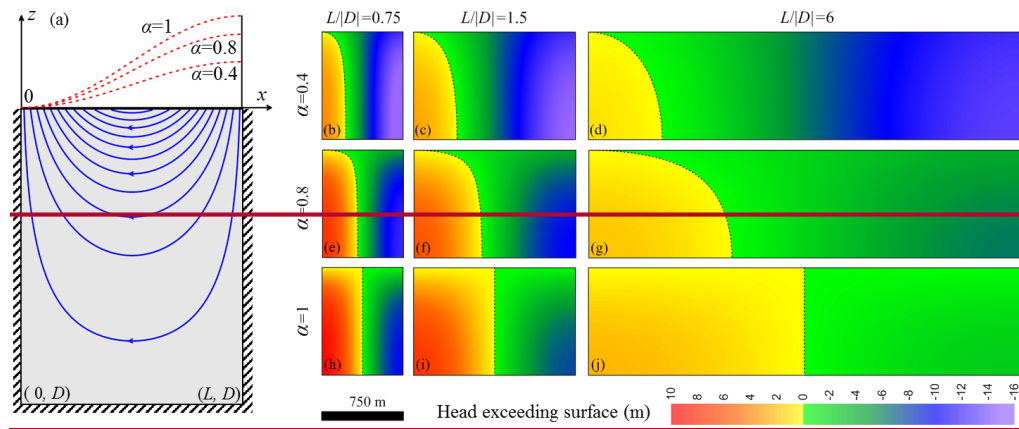 z
(a)
α=1
α=0.8
α=0.4
0
x
( 0, D)
(L, D)
L/|D|=0.75
L/|D|=1.5
L/|D|=6
α=0.4
(b)
(c)
(d)
α=0.8
(e)
(f)
(g)
α=1
(h)
(i)
(j)
750 m
Head exceeding surface (m)
10 8 6 4 2 0 -2 -4 -6 -8 -10 -12 -14 -16